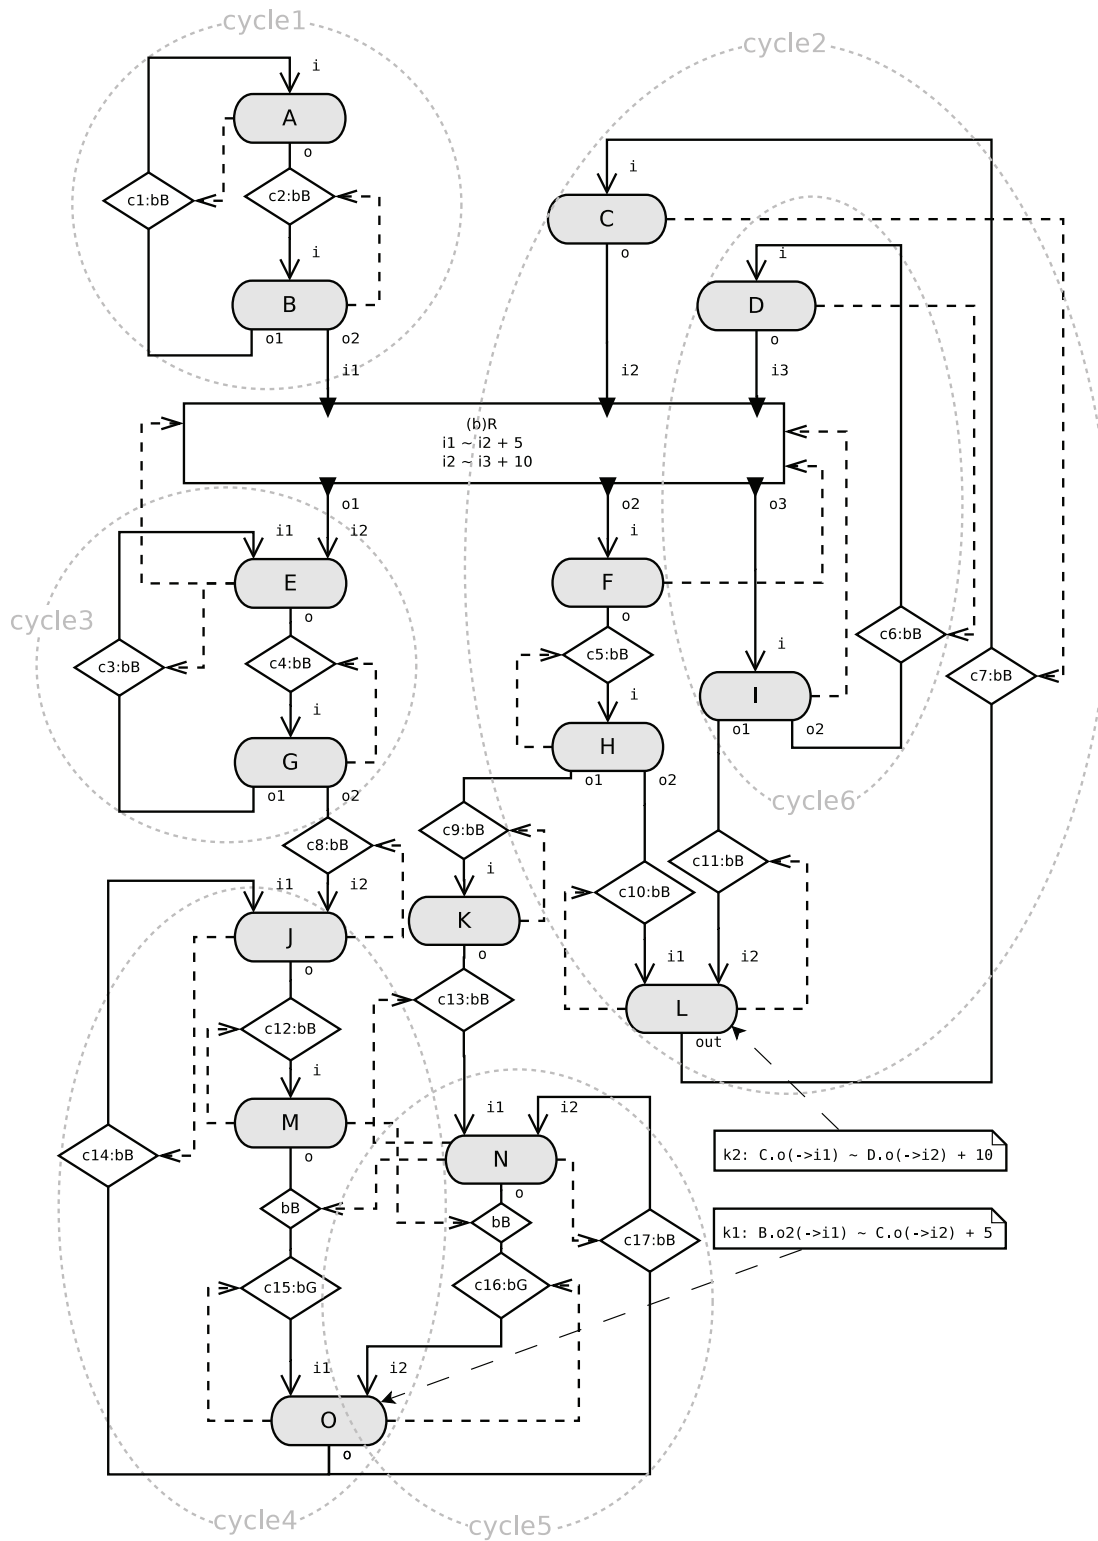 cycle1
cycle2
i
A
o
c1:bB
c2:bB
i
B
o1
o2
i1
i
C
o
i2
i
D
o
i3
(b)R
i1 ~ i2 + 5
i2 ~ i3 + 10
o1
o2
o3
i1
i2
i
E
F
o
o
cycle3
c3:bB
c4:bB
c5:bB
c6:bB
c7:bB
i
i
i
I
G
H
o1
o2
o1
o2
o1
o2
cycle6
c8:bB
c9:bB
c10:bB
c11:bB
i1
i2
i
J
K
o
o
i1
i2
c12:bB
c13:bB
L
out
i
M
o
i1
i2
c14:bB
N
o
k2: C.o(->i1) ~ D.o(->i2) + 10
bB
bB
c17:bB
k1: B.o2(->i1) ~ C.o(->i2) + 5
c15:bG
c16:bG
i1
i2
O
o
cycle4
cycle5